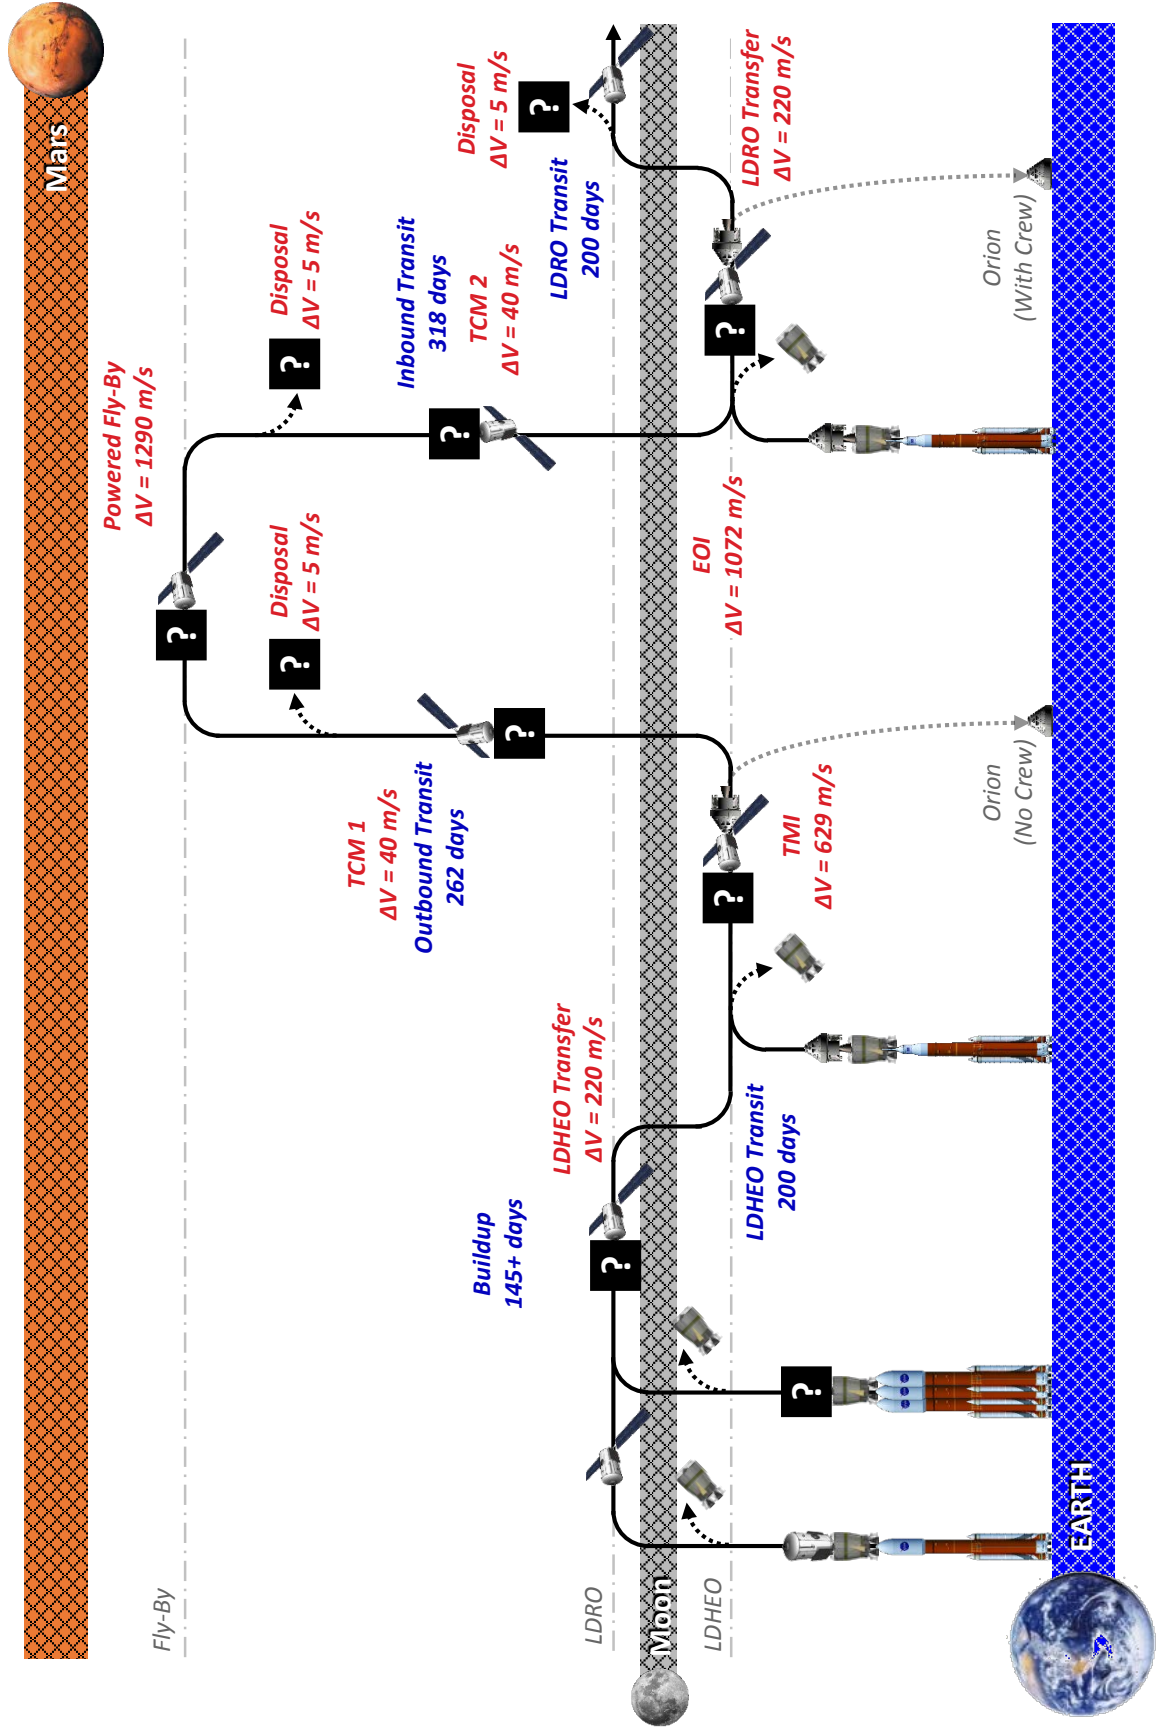 Mars
Fly-By
Powered Fly-By
ΔV = 1290 m/s
Disposal
ΔV = 5 m/s
Disposal
ΔV = 5 m/s
TCM 1
ΔV = 40 m/s
Outbound Transit
262 days
Inbound Transit
318 days
TCM 2
ΔV = 40 m/s
Disposal
ΔV = 5 m/s
LDRO Transit
200 days
Buildup
145+ days
LDHEO Transfer
ΔV = 220 m/s
LDRO
Moon
LDHEO
EOI
ΔV = 1072 m/s
LDRO Transfer
ΔV = 220 m/s
LDHEO Transit
200 days
TMI
ΔV = 629 m/s
Orion
(No Crew)
Orion
(With Crew)
EARTH
?
?
?
?
?
?
?
?
?